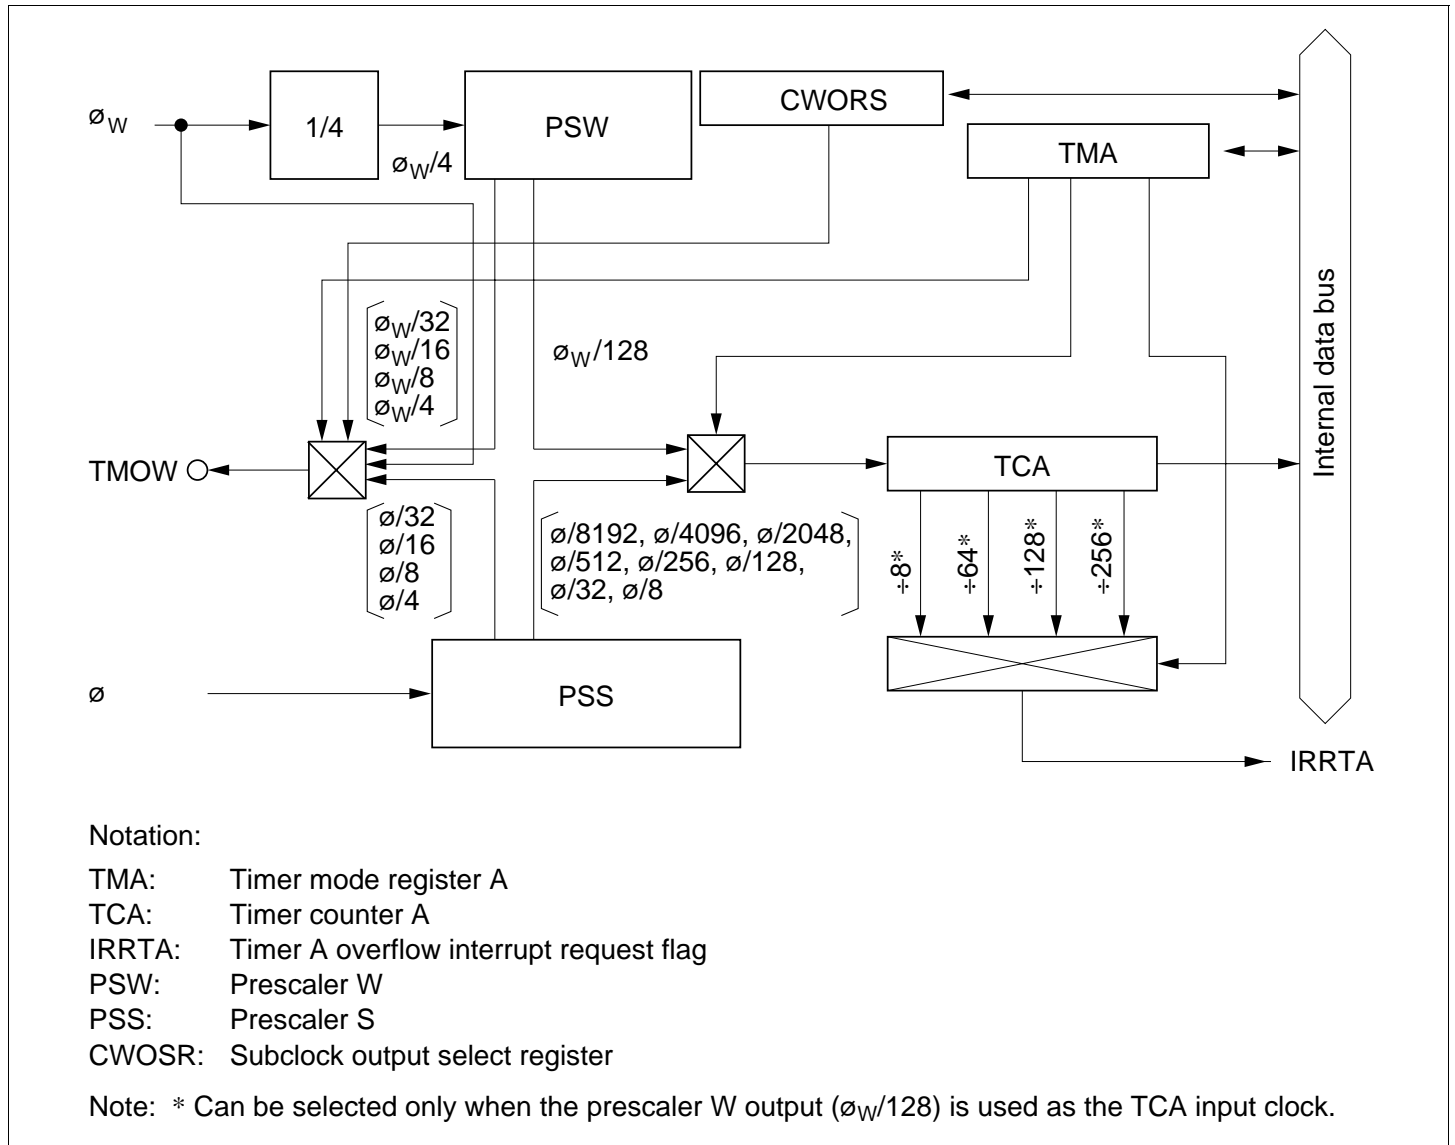 øW
1/4
øW/4
PSW
CWORS
TMA
Internal data bus
øW/32
øW/16
øW/8
øW/4
øW/128
TMOW
TCA
ø/32
ø/16
ø/8
ø/4
ø/8192, ø/4096, ø/2048,
ø/512, ø/256, ø/128,
ø/32, ø/8
÷8*
÷64*
÷128*
÷256*
ø
PSS
IRRTA
Notation:
TMA: Timer mode register A
TCA: Timer counter A
IRRTA: Timer A overflow interrupt request flag
PSW: Prescaler W
PSS: Prescaler S
CWOSR: Subclock output select register
Note: * Can be selected only when the prescaler W output (øW/128) is used as the TCA input clock.